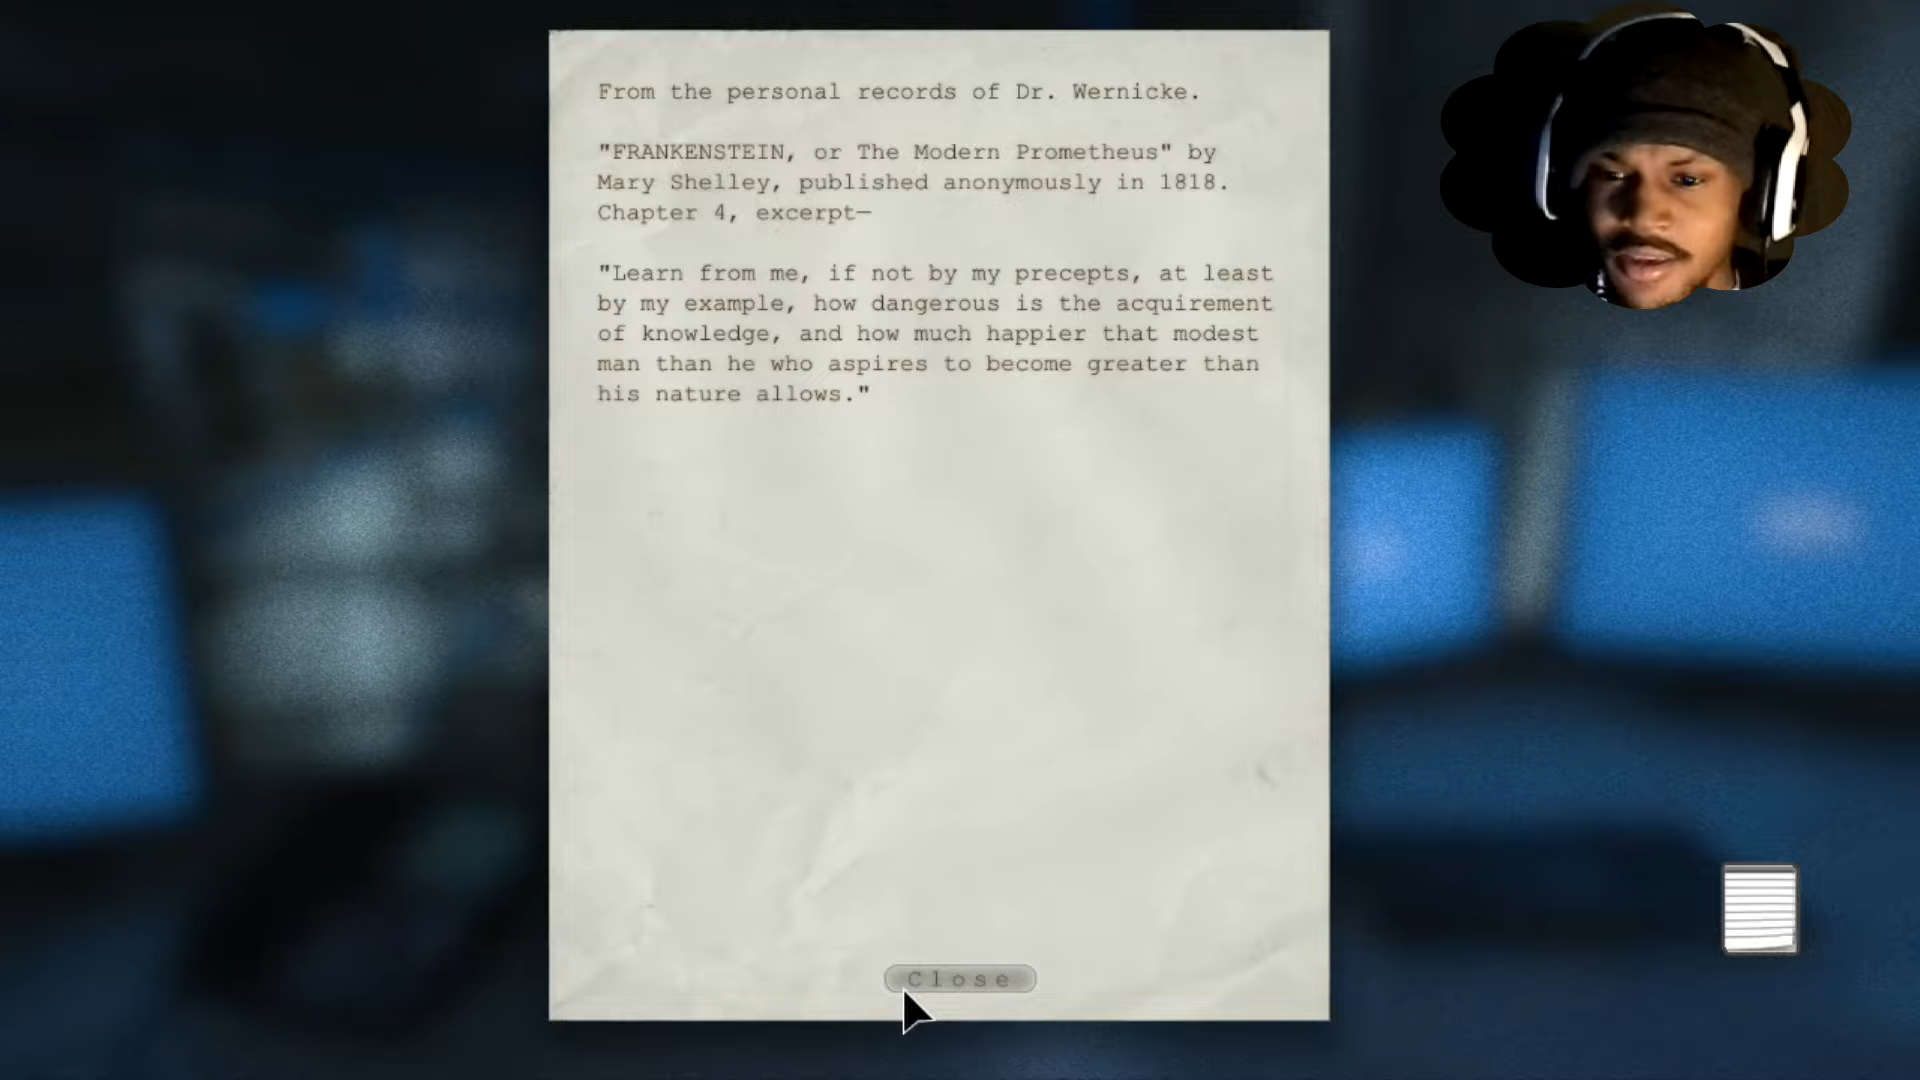 From the personal records of Dr. Wernicke.
"FRANKENSTEIN, or The Modern Prometheus" by
Mary Shelley, published anonymously in 1818.
Chapter 4, excerpt—
"Learn from me, if not by my precepts, at least
by my example, how dangerous is the acquirement
of knowledge, and how much happier that modest
man than he who aspires to become greater than
his nature allows."
Close